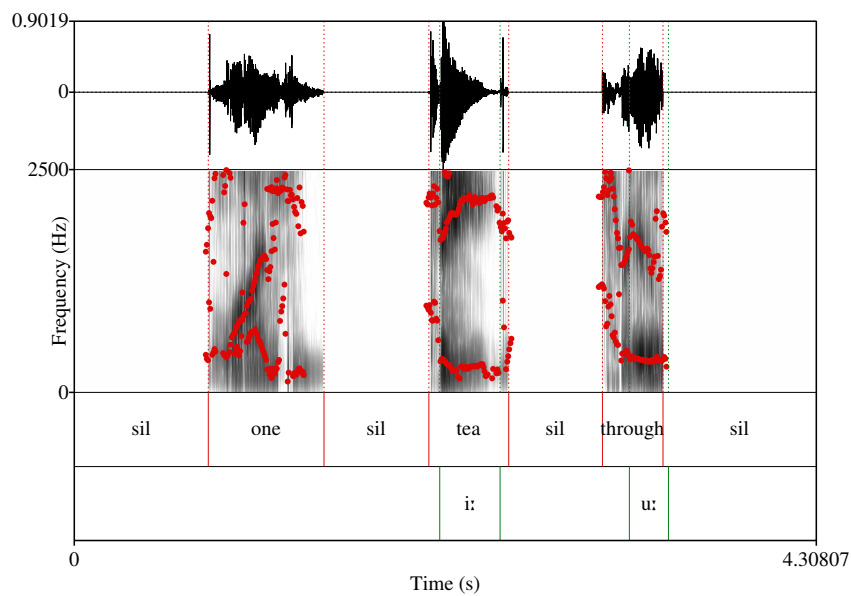 0.9019
0
2500
Frequency (Hz)
0
sil one sil tea sil through sil
iː uː
0 4.30807
Time (s)